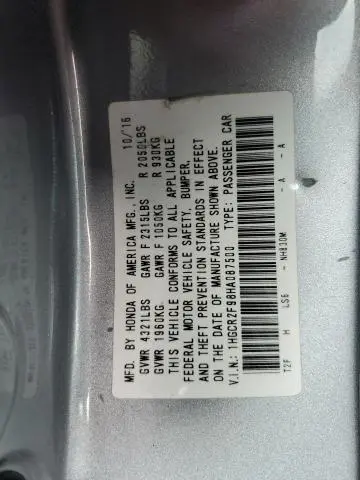 MFD. BY HONDA OF AMERICA MFG., INC. 10/16
GVWR 4321LBS GAWR F 2315LBS R 2050LBS
GVWR 1960KG GAWR F 1050KG R 930KG
THIS VEHICLE CONFORMS TO ALL APPLICABLE
FEDERAL MOTOR VEHICLE SAFETY, BUMPER,
AND THEFT PREVENTION STANDARDS IN EFFECT
ON THE DATE OF MANUFACTURE SHOWN ABOVE.
V.I.N.: 1HGCR2F98HA087500 TYPE: PASSENGER CAR
T2F H LS6 - NH830M - A - A